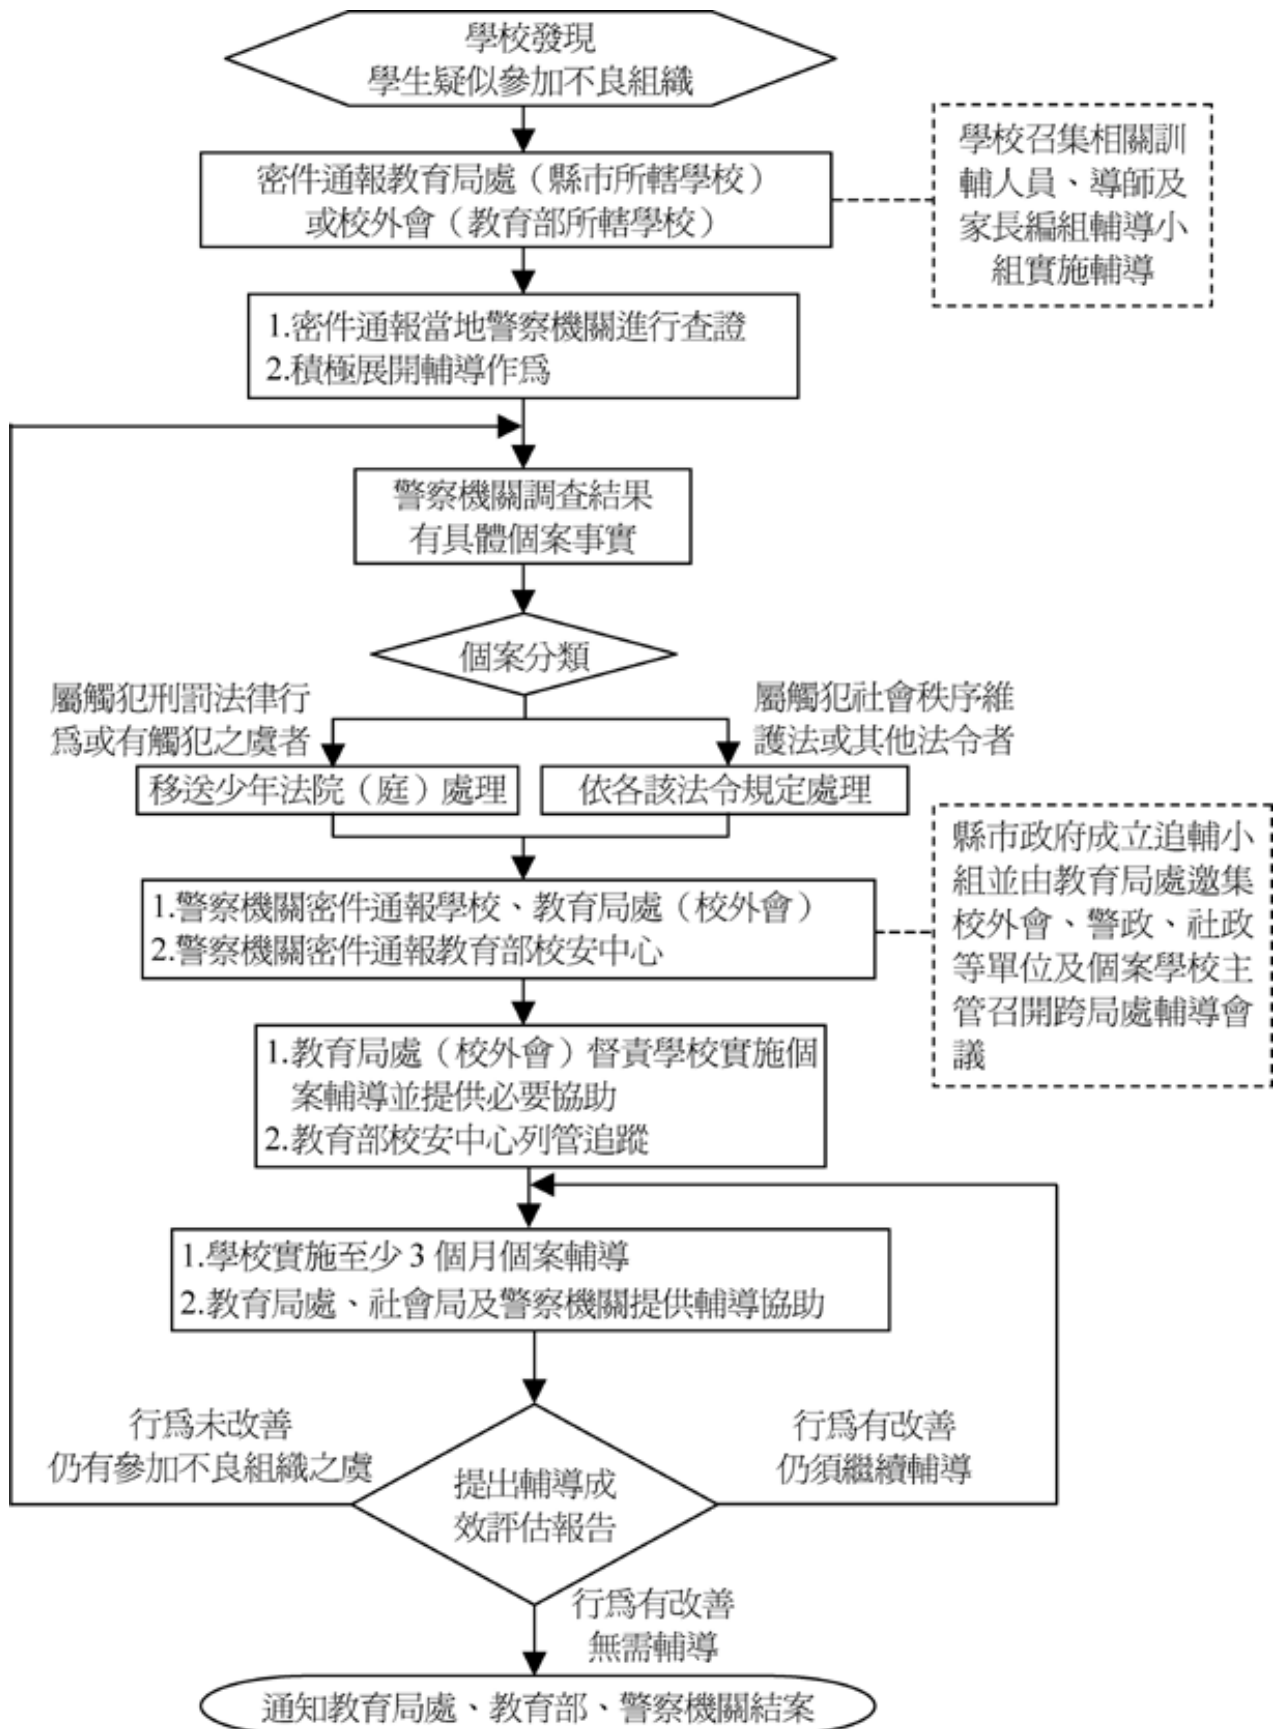 學校發現
學生疑似參加不良組織
密件通報教育局處（縣市所轄學校）
或校外會（教育部所轄學校）
學校召集相關訓
輔人員、導師及
家長編組輔導小
組實施輔導
1.密件通報當地警察機關進行查證
2.積極展開輔導作爲
警察機關調查結果
有具體個案事實
個案分類
屬觸犯刑罰法律行
爲或有觸犯之虞者
屬觸犯社會秩序維
護法或其他法令者
移送少年法院（庭）處理
依各該法令規定處理
1.警察機關密件通報學校、教育局處（校外會）
2.警察機關密件通報教育部校安中心
縣市政府成立追輔小
組並由教育局處邀集
校外會、警政、社政
等單位及個案學校主
管召開跨局處輔導會
議
1.教育局處（校外會）督責學校實施個
案輔導並提供必要協助
2.教育部校安中心列管追蹤
1.學校實施至少 3 個月個案輔導
2.教育局處、社會局及警察機關提供輔導協助
行爲未改善
仍有參加不良組織之虞
提出輔導成
效評估報告
行爲有改善
仍須繼續輔導
行爲有改善
無需輔導
通知教育局處、教育部、警察機關結案